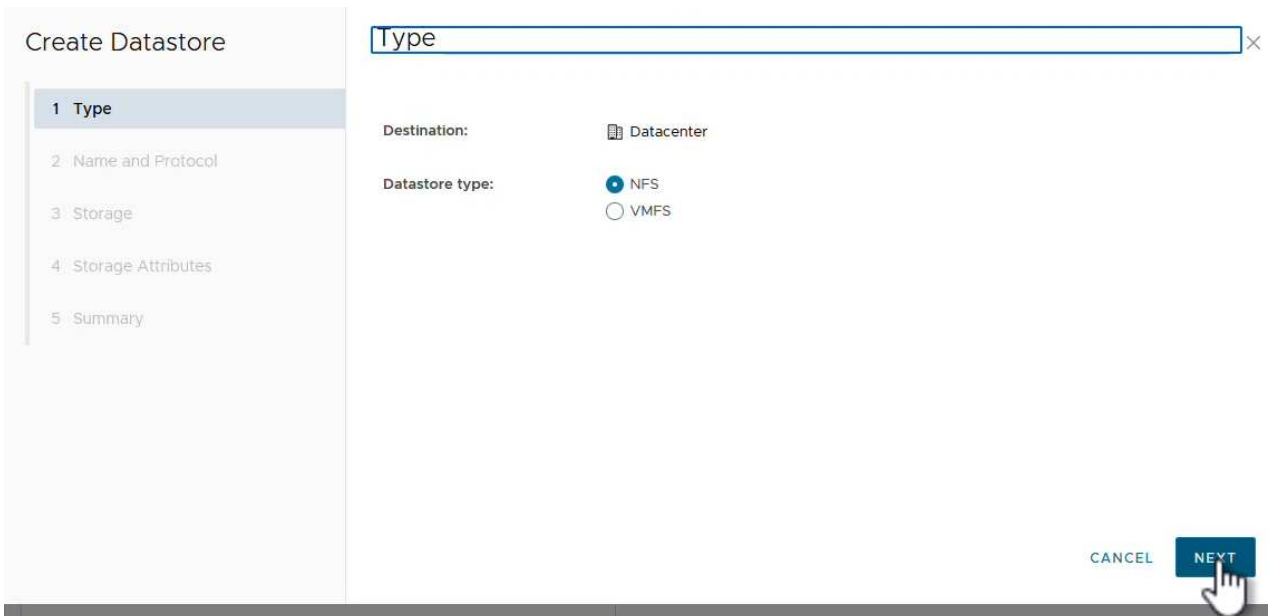 Create Datastore
1 Type
2 Name and Protocol
3 Storage
4 Storage Attributes
5 Summary
Type
Destination: Datacenter
Datastore type: NFS
VMFS
CANCEL NEXT